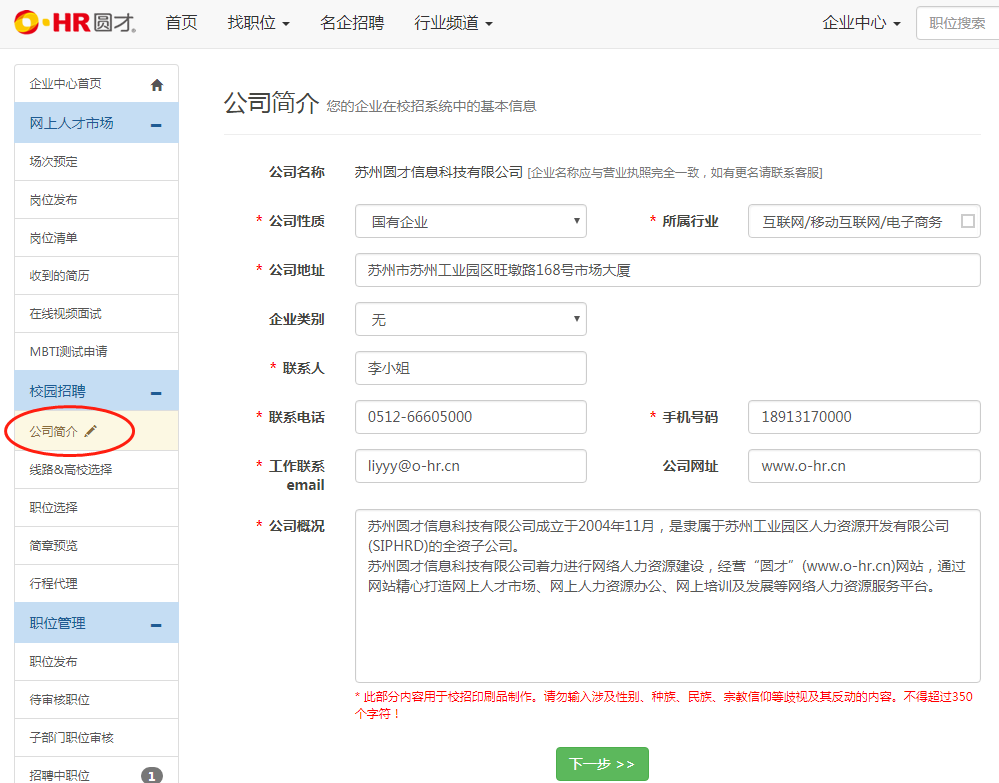 O·HR圆才
首页
找职位
名企招聘
行业频道
企业中心
职位搜索
企业中心首页
网上人才市场
场次预定
岗位发布
岗位清单
收到的简历
在线视频面试
MBTI测试申请
校园招聘
公司简介
线路&高校选择
职位选择
简章预览
行程代理
职位管理
职位发布
待审核职位
子部门职位审核
招聘中职位 1
公司简介 您的企业在校招系统中的基本信息
公司名称 苏州圆才信息科技有限公司 [企业名称应与营业执照完全一致，如有更名请联系客服]
* 公司性质 国有企业 * 所属行业 互联网/移动互联网/电子商务
* 公司地址 苏州市苏州工业园区旺墩路168号市场大厦
企业类别 无
* 联系人 李小姐
* 联系电话 0512-66605000 * 手机号码 18913170000
* 工作联系 liyyy@o-hr.cn 公司网址 www.o-hr.cn
email
* 公司概况 苏州圆才信息科技有限公司成立于2004年11月，是隶属于苏州工业园区人力资源开发有限公司
(SIPHRD)的全资子公司。
苏州圆才信息科技有限公司着力进行网络人力资源建设，经营“圆才”(www.o-hr.cn)网站，通过
网站精心打造网上人才市场、网上人力资源办公、网上培训及发展等网络人力资源服务平台。
* 此部分内容用于校招印刷品制作。请勿输入涉及性别、种族、民族、宗教信仰等歧视及其反动的内容。不得超过350
个字符！
下一步 >>